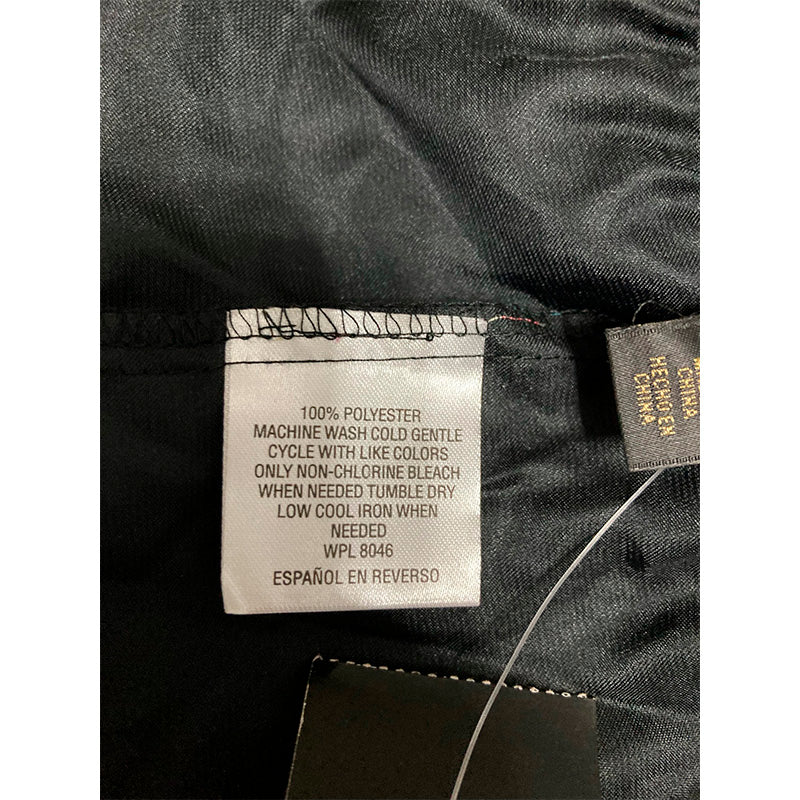 100% POLYESTER
MACHINE WASH COLD GENTLE
CYCLE WITH LIKE COLORS
ONLY NON-CHLORINE BLEACH
WHEN NEEDED TUMBLE DRY
LOW COOL IRON WHEN
NEEDED
WPL 8046
ESPAÑOL EN REVERSO
CHINA
HECHO EN
CHINA